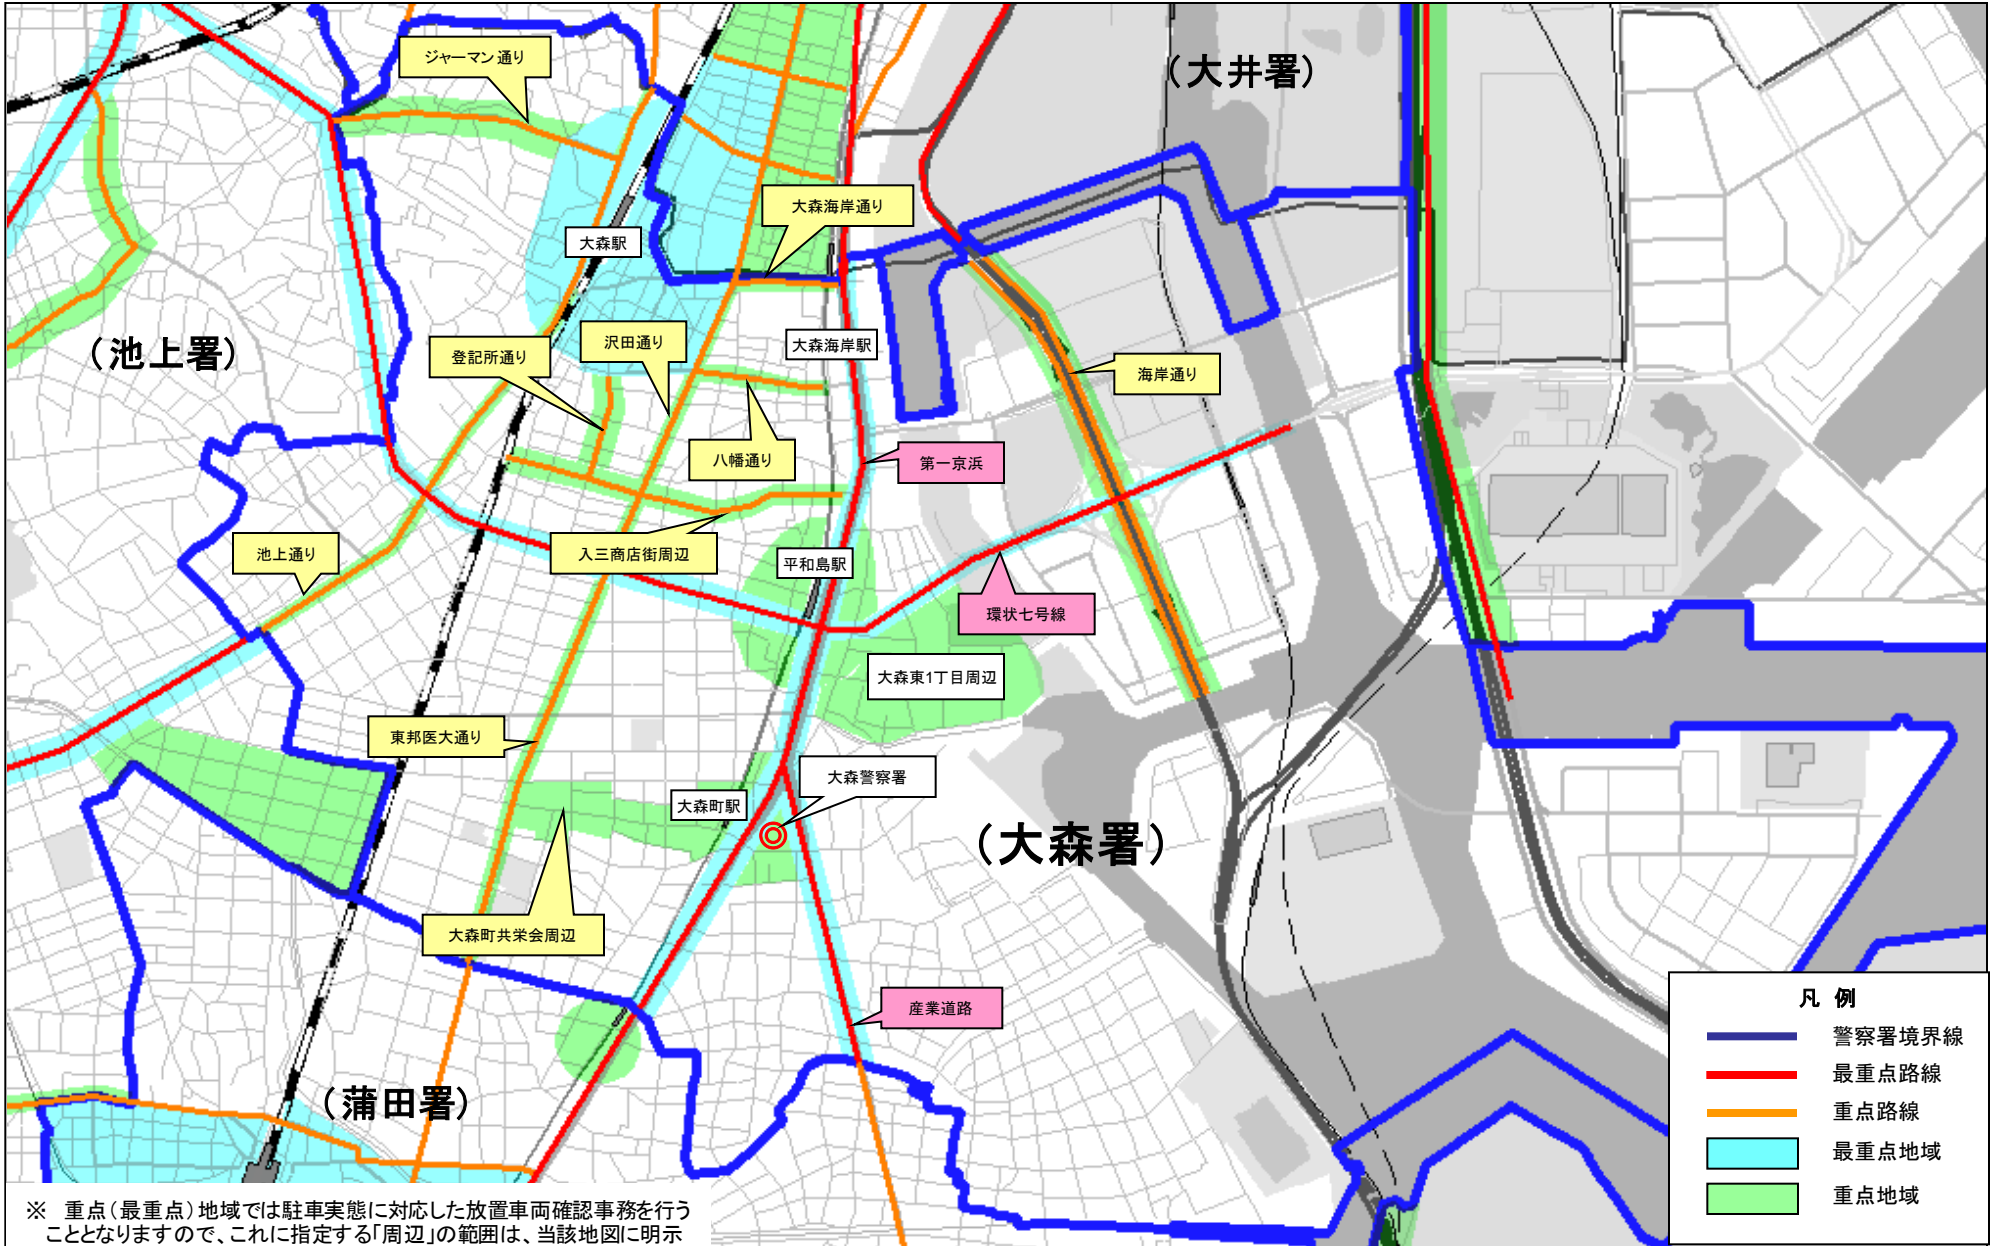 ジャーマン通り
（大井署）
大森海岸通り
大森駅
（池上署）
登記所通り
沢田通り
大森海岸駅
海岸通り
八幡通り
第一京浜
池上通り
入三商店街周辺
平和島駅
環状七号線
大森東1丁目周辺
東邦医大通り
大森警察署
大森町駅
（大森署）
大森町共栄会周辺
産業道路
（蒲田署）
凡 例
警察署境界線
最重点路線
重点路線
最重点地域
重点地域
※ 重点（最重点）地域では駐車実態に対応した放置車両確認事務を行う
こととなりますので、これに指定する「周辺」の範囲は、当該地図に明示